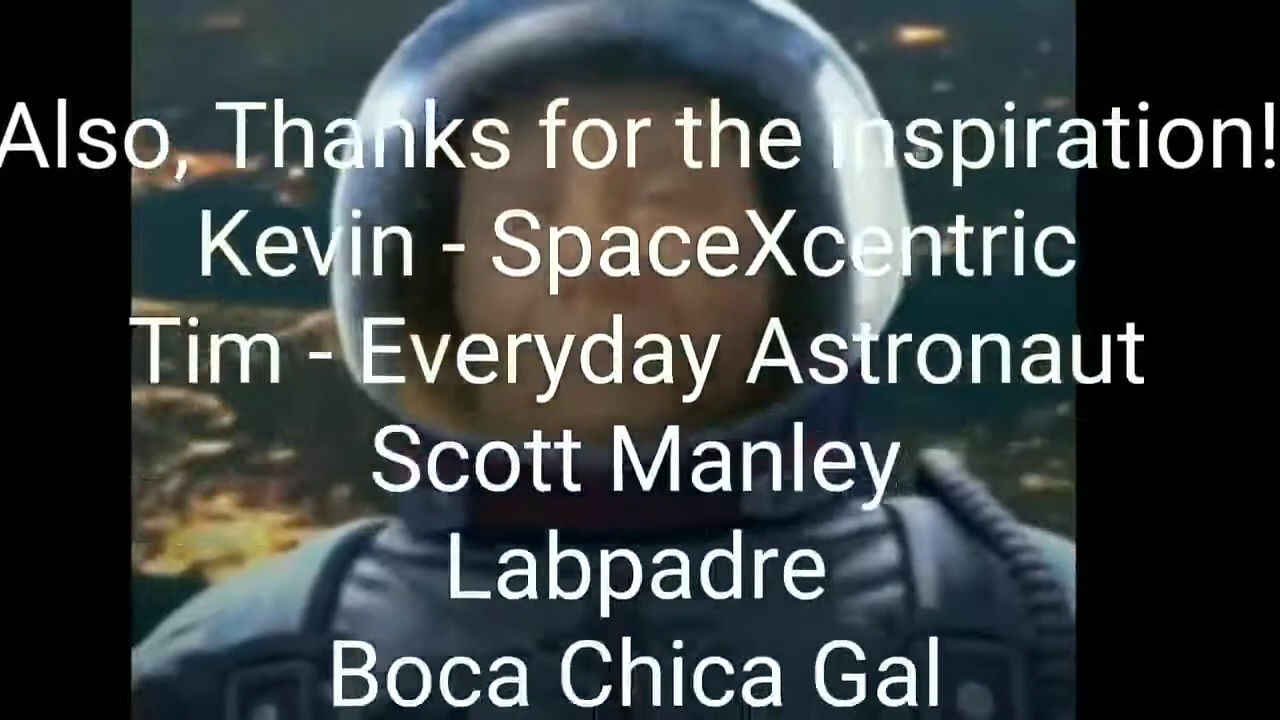 Also, Thanks for the inspiration!
Kevin - SpaceXcentric
Tim - Everyday Astronaut
Scott Manley
Labpadre
Boca Chica Gal